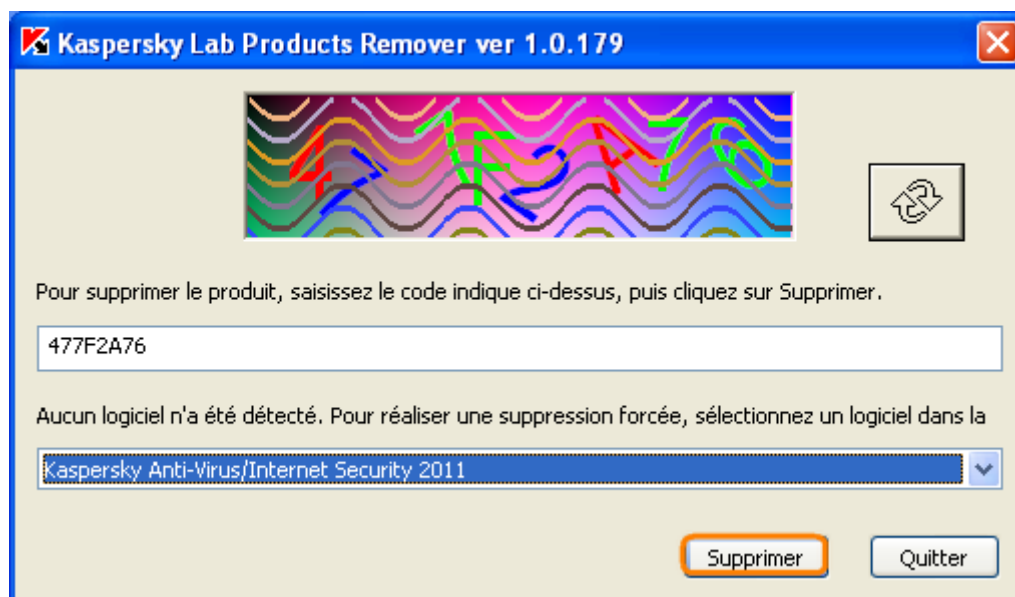 Kaspersky Lab Products Remover ver 1.0.179
Pour supprimer le produit, saisissez le code indique ci-dessus, puis cliquez sur Supprimer.
477F2A76
Aucun logiciel n'a été détecté. Pour réaliser une suppression forcée, sélectionnez un logiciel dans la
Kaspersky Anti-Virus/Internet Security 2011
Supprimer
Quitter